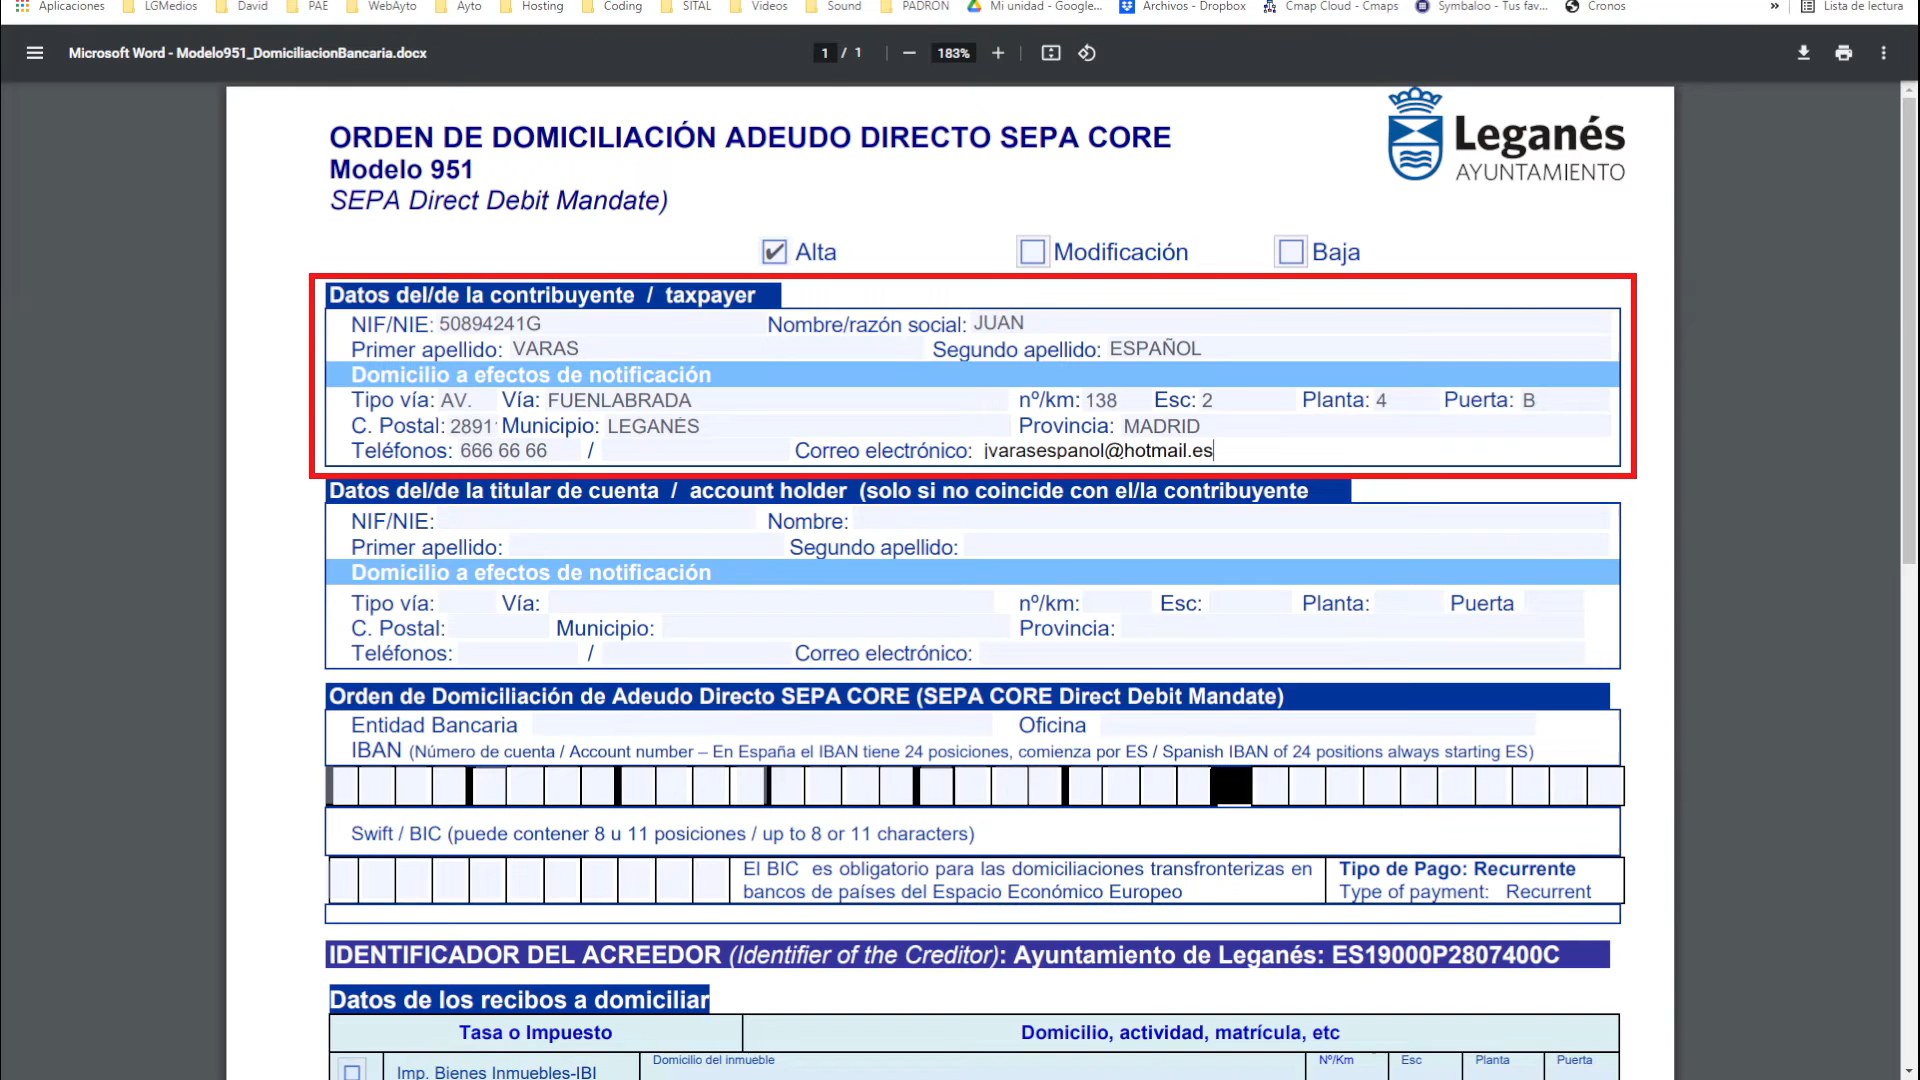 Aplicaciones LGMedios David PAE WebAyto Ayto Hosting Coding SITAL Videos Sound PADRON Mi unidad - Google... Archivos - Dropbox Cmap Cloud - Cmaps Symbaloo - Tus fav... Cronos » Lista de lectura
Microsoft Word - Modelo951_DomiciliacionBancaria.docx 1 / 1 — 183% +
ORDEN DE DOMICILIACIÓN ADEUDO DIRECTO SEPA CORE
Modelo 951
SEPA Direct Debit Mandate)
Leganés
AYUNTAMIENTO
Alta Modificación Baja
Datos del/de la contribuyente / taxpayer
NIF/NIE: 50894241G Nombre/razón social: JUAN
Primer apellido: VARAS Segundo apellido: ESPAÑOL
Domicilio a efectos de notificación
Tipo vía: AV. Vía: FUENLABRADA nº/km: 138 Esc: 2 Planta: 4 Puerta: B
C. Postal: 2891 Municipio: LEGANÉS Provincia: MADRID
Teléfonos: 666 66 66 / Correo electrónico: jvarasespanol@hotmail.es
Datos del/de la titular de cuenta / account holder (solo si no coincide con el/la contribuyente
NIF/NIE: Nombre:
Primer apellido: Segundo apellido:
Domicilio a efectos de notificación
Tipo vía: Vía: nº/km: Esc: Planta: Puerta
C. Postal: Municipio: Provincia:
Teléfonos: / Correo electrónico:
Orden de Domiciliación de Adeudo Directo SEPA CORE (SEPA CORE Direct Debit Mandate)
Entidad Bancaria Oficina
IBAN (Número de cuenta / Account number – En España el IBAN tiene 24 posiciones, comienza por ES / Spanish IBAN of 24 positions always starting ES)
Swift / BIC (puede contener 8 u 11 posiciones / up to 8 or 11 characters)
El BIC es obligatorio para las domiciliaciones transfronterizas en
bancos de países del Espacio Económico Europeo
Tipo de Pago: Recurrente
Type of payment: Recurrent
IDENTIFICADOR DEL ACREEDOR (Identifier of the Creditor): Ayuntamiento de Leganés: ES19000P2807400C
Datos de los recibos a domiciliar
Tasa o Impuesto Domicilio, actividad, matrícula, etc
Imp. Bienes Inmuebles-IBI Domicilio del inmueble Nº/Km Esc Planta Puerta